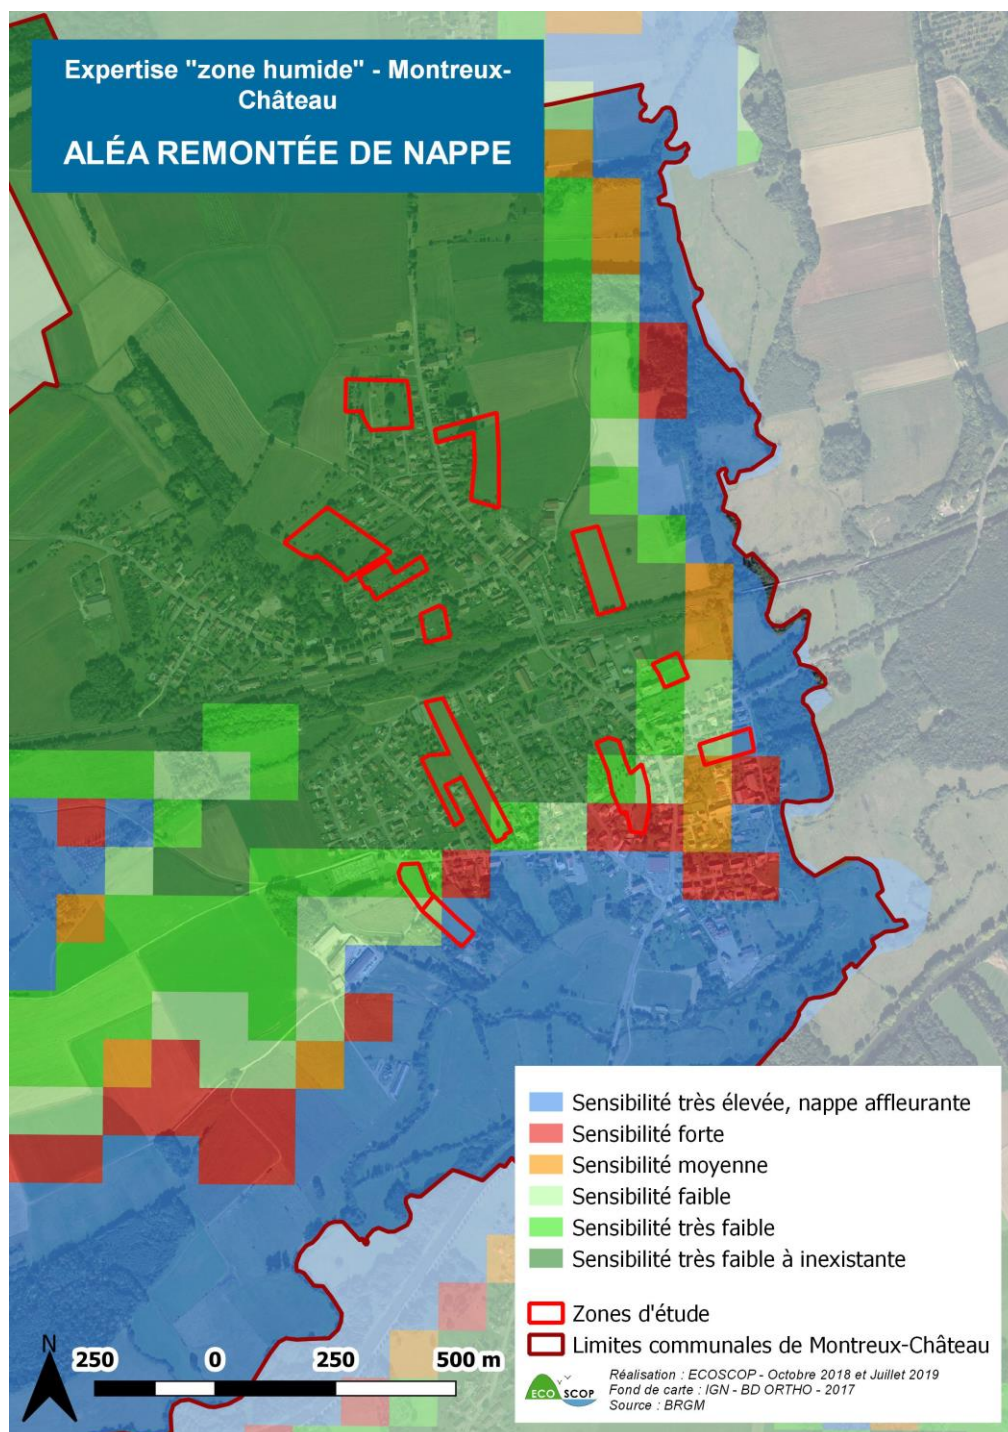 Expertise "zone humide" - Montreux-
Château
ALÉA REMONTÉE DE NAPPE
Sensibilité très élevée, nappe affleurante
Sensibilité forte
Sensibilité moyenne
Sensibilité faible
Sensibilité très faible
Sensibilité très faible à inexistante
Zones d'étude
Limites communales de Montreux-Château
N
250 0 250 500 m
ECO SCOP
Réalisation : ECOSCOP - Octobre 2018 et Juillet 2019
Fond de carte : IGN - BD ORTHO - 2017
Source : BRGM